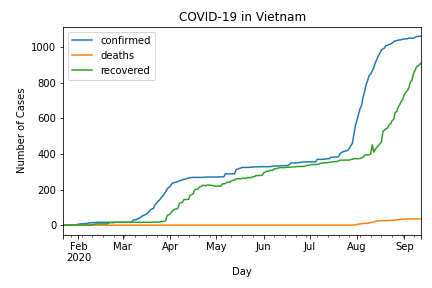 COVID-19 in Vietnam
confirmed
deaths
recovered
Number of Cases
1000
800
600
400
200
0
Feb Mar Apr May Jun Jul Aug Sep
2020
Day